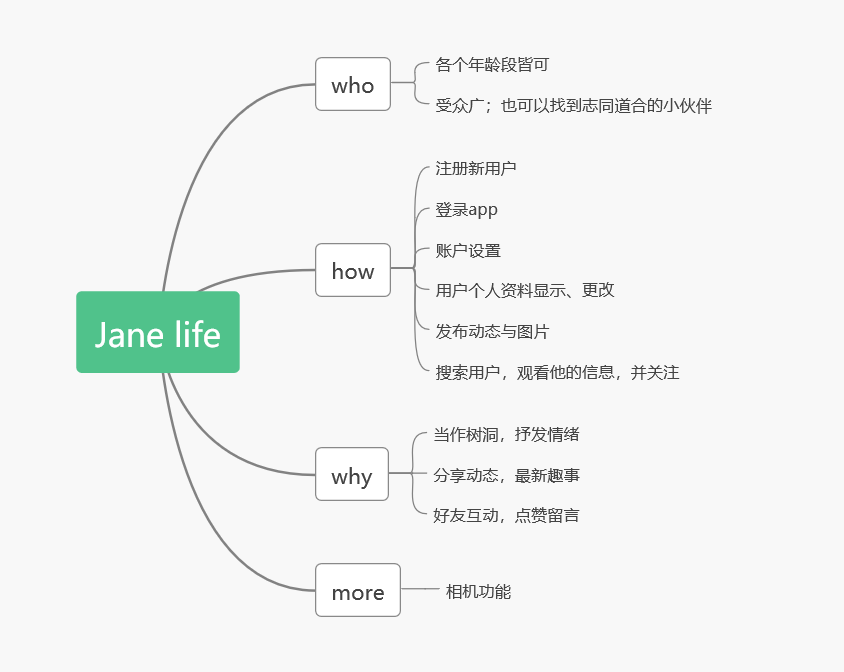 who
各个年龄段皆可
受众广；也可以找到志同道合的小伙伴
how
注册新用户
登录app
账户设置
用户个人资料显示、更改
发布动态与图片
搜索用户，观看他的信息，并关注
Jane life
why
当作树洞，抒发情绪
分享动态，最新趣事
好友互动，点赞留言
more
相机功能